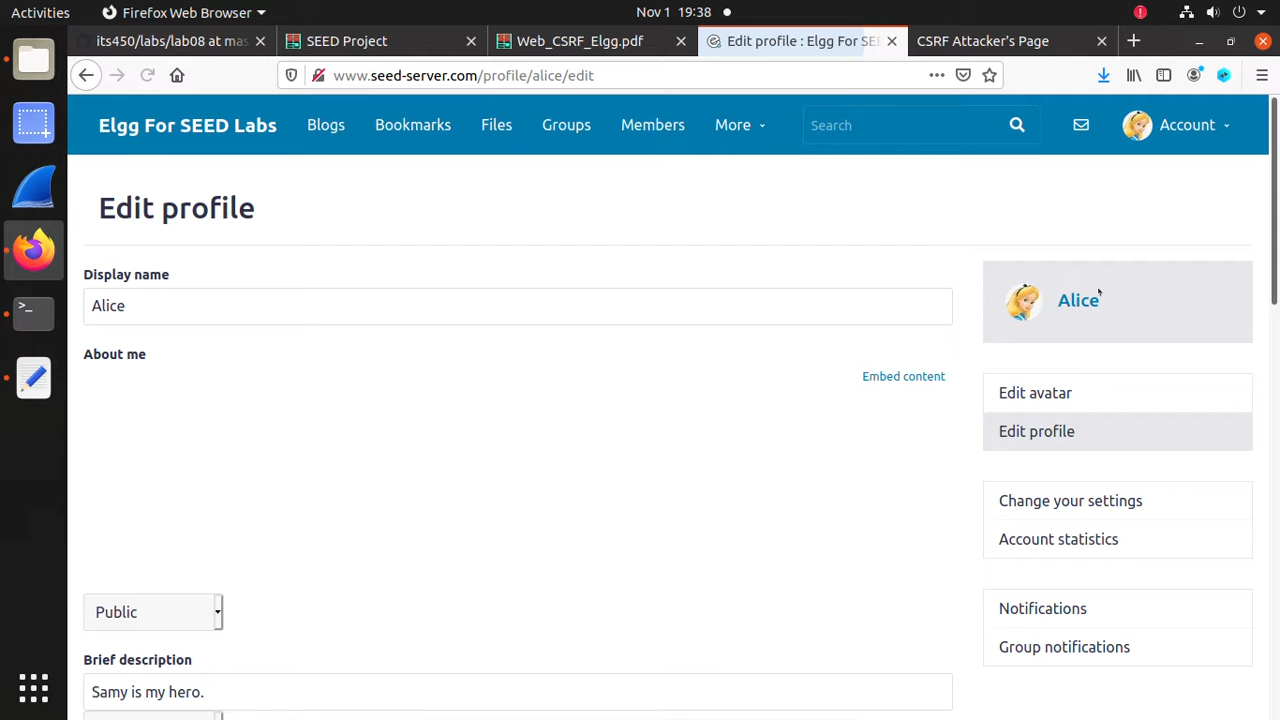 Activities
Firefox Web Browser
Nov 1 19:38
its450/labs/lab08 at mas
SEED Project
Web_CSRF_Elgg.pdf
Edit profile : Elgg For SEE
CSRF Attacker's Page
www.seed-server.com/profile/alice/edit
Elgg For SEED Labs
Blogs
Bookmarks
Files
Groups
Members
More
Search
Account
Edit profile
Display name
Alice
About me
Embed content
Public
Brief description
Samy is my hero.
Alice
Edit avatar
Edit profile
Change your settings
Account statistics
Notifications
Group notifications